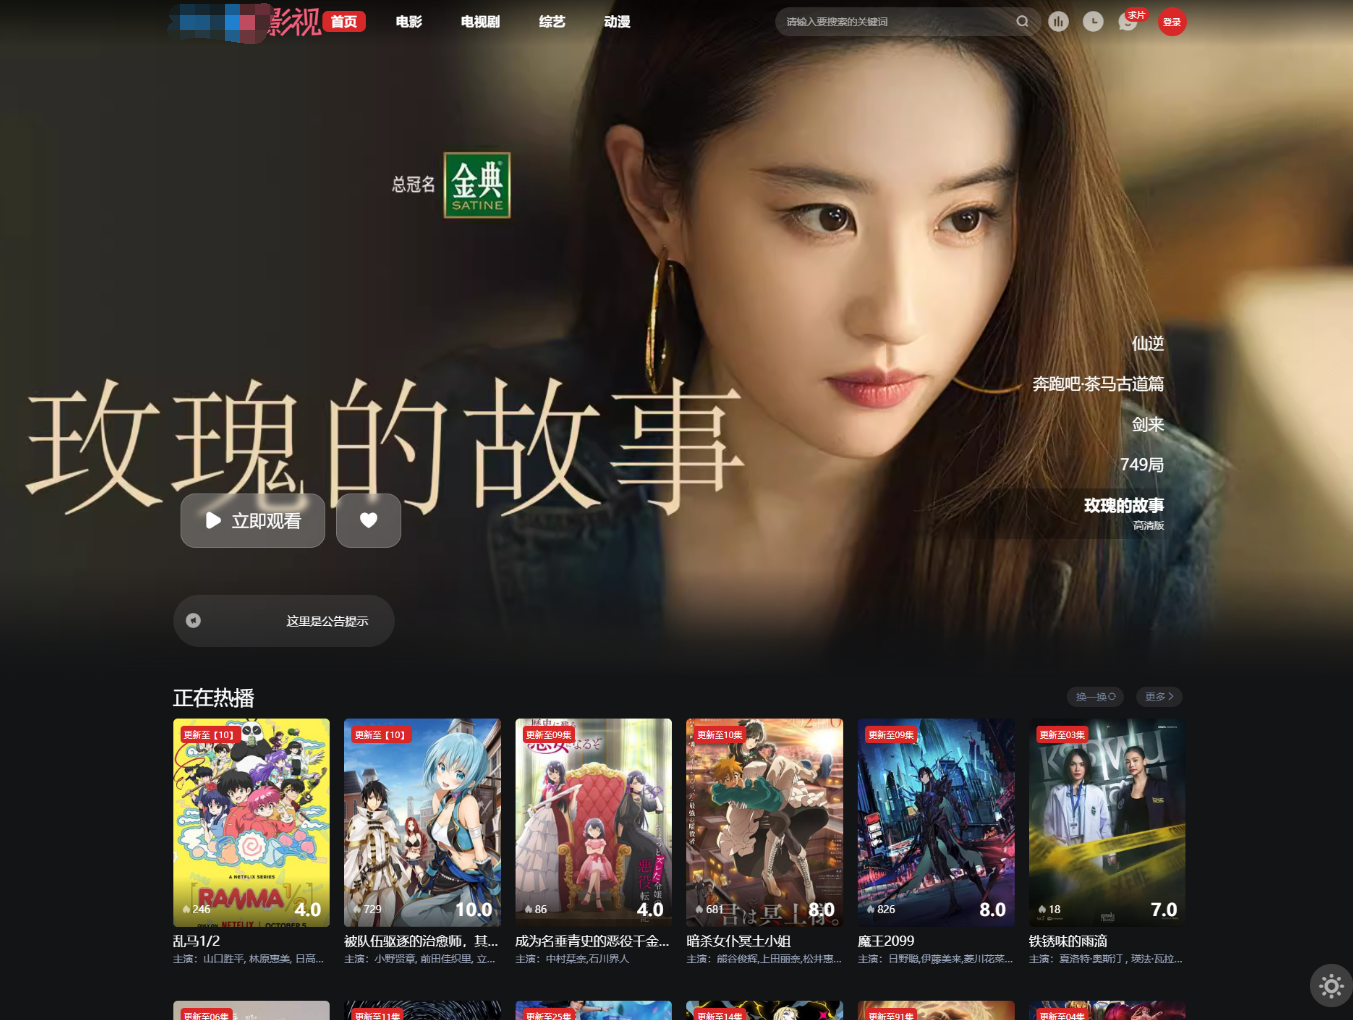 影视
首页
电影
电视剧
综艺
动漫
请输入要搜索的关键词
求片
登录
总冠名
金典
SATINE
玫瑰的故事
仙逆
奔跑吧·茶马古道篇
剑来
749局
玫瑰的故事
高清版
立即观看
这里是公告提示
正在热播
换一换
更多
更新至【10】
更新至【10】
更新至09集
更新至10集
更新至09集
更新至03集
A NETFLIX SERIES
RANMA 1/2
246
4.0
729
10.0
86
4.0
君は冥土様。
681
8.0
826
8.0
18
7.0
乱马1/2
被队伍驱逐的治愈师，其...
成为名垂青史的恶役千金...
暗杀女仆冥土小姐
魔王2099
铁锈味的雨滴
主演：山口胜平, 林原惠美, 日高...
主演：小野贤章, 前田佳织里, 立...
主演：中村栞奈,石川界人
主演：熊谷俊辉,上田丽奈,松井惠...
主演：日野聪,伊藤美来,菱川花菜...
主演：夏洛特·奥斯汀 , 瑛法·瓦拉...
更新至06集
更新至11集
更新至25集
更新至14集
更新至91集
更新至04集